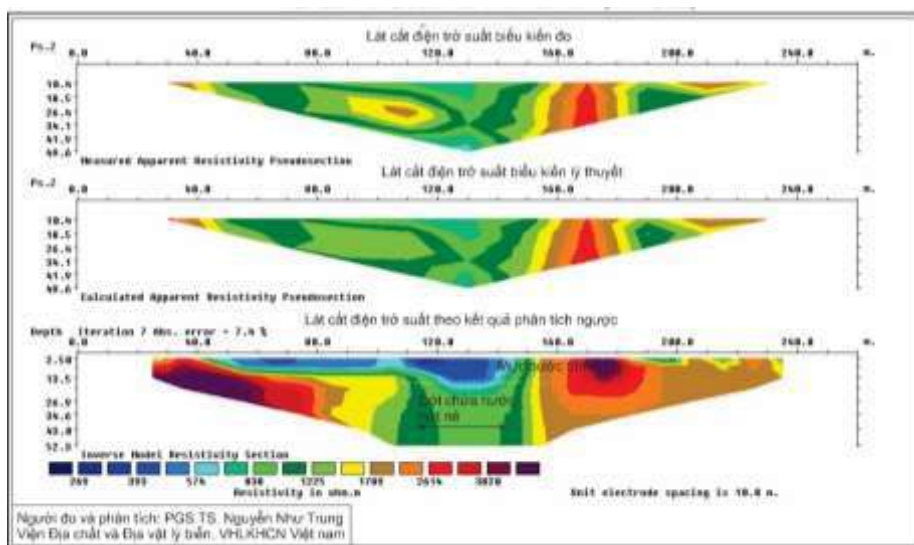 Lát cắt điện trở suất biểu kiến đo
Ps.Z 0.0 40.0 80.0 120.0 160.0 200.0 240.0 m.
10.4
18.5
26.4
34.1
41.9
49.6
Measured Apparent Resistivity Pseudosection
Lát cắt điện trở suất biểu kiến lý thuyết
Ps.Z 0.0 40.0 80.0 120.0 160.0 200.0 240.0 m.
10.4
18.5
26.4
34.1
41.9
49.6
Calculated Apparent Resistivity Pseudosection
Lát cắt điện trở suất theo kết quả phân tích ngược
Depth Iteration 7 Abs. error = 7.4 %
0.0 40.0 80.0 120.0 160.0 200.0 240.0 m.
2.50
13.5
26.9
34.6
43.0
52.3
chứa nước
Inverse Model Resistivity Section
269 393 574 838 1225 1789 2614 3820
Resistivity in ohm.m
Unit electrode spacing is 10.0 m.
Người đo và phân tích: PGS.TS. Nguyễn Như Trung
Viện Địa chất và Địa vật lý biển, VHLKHCN Việt nam